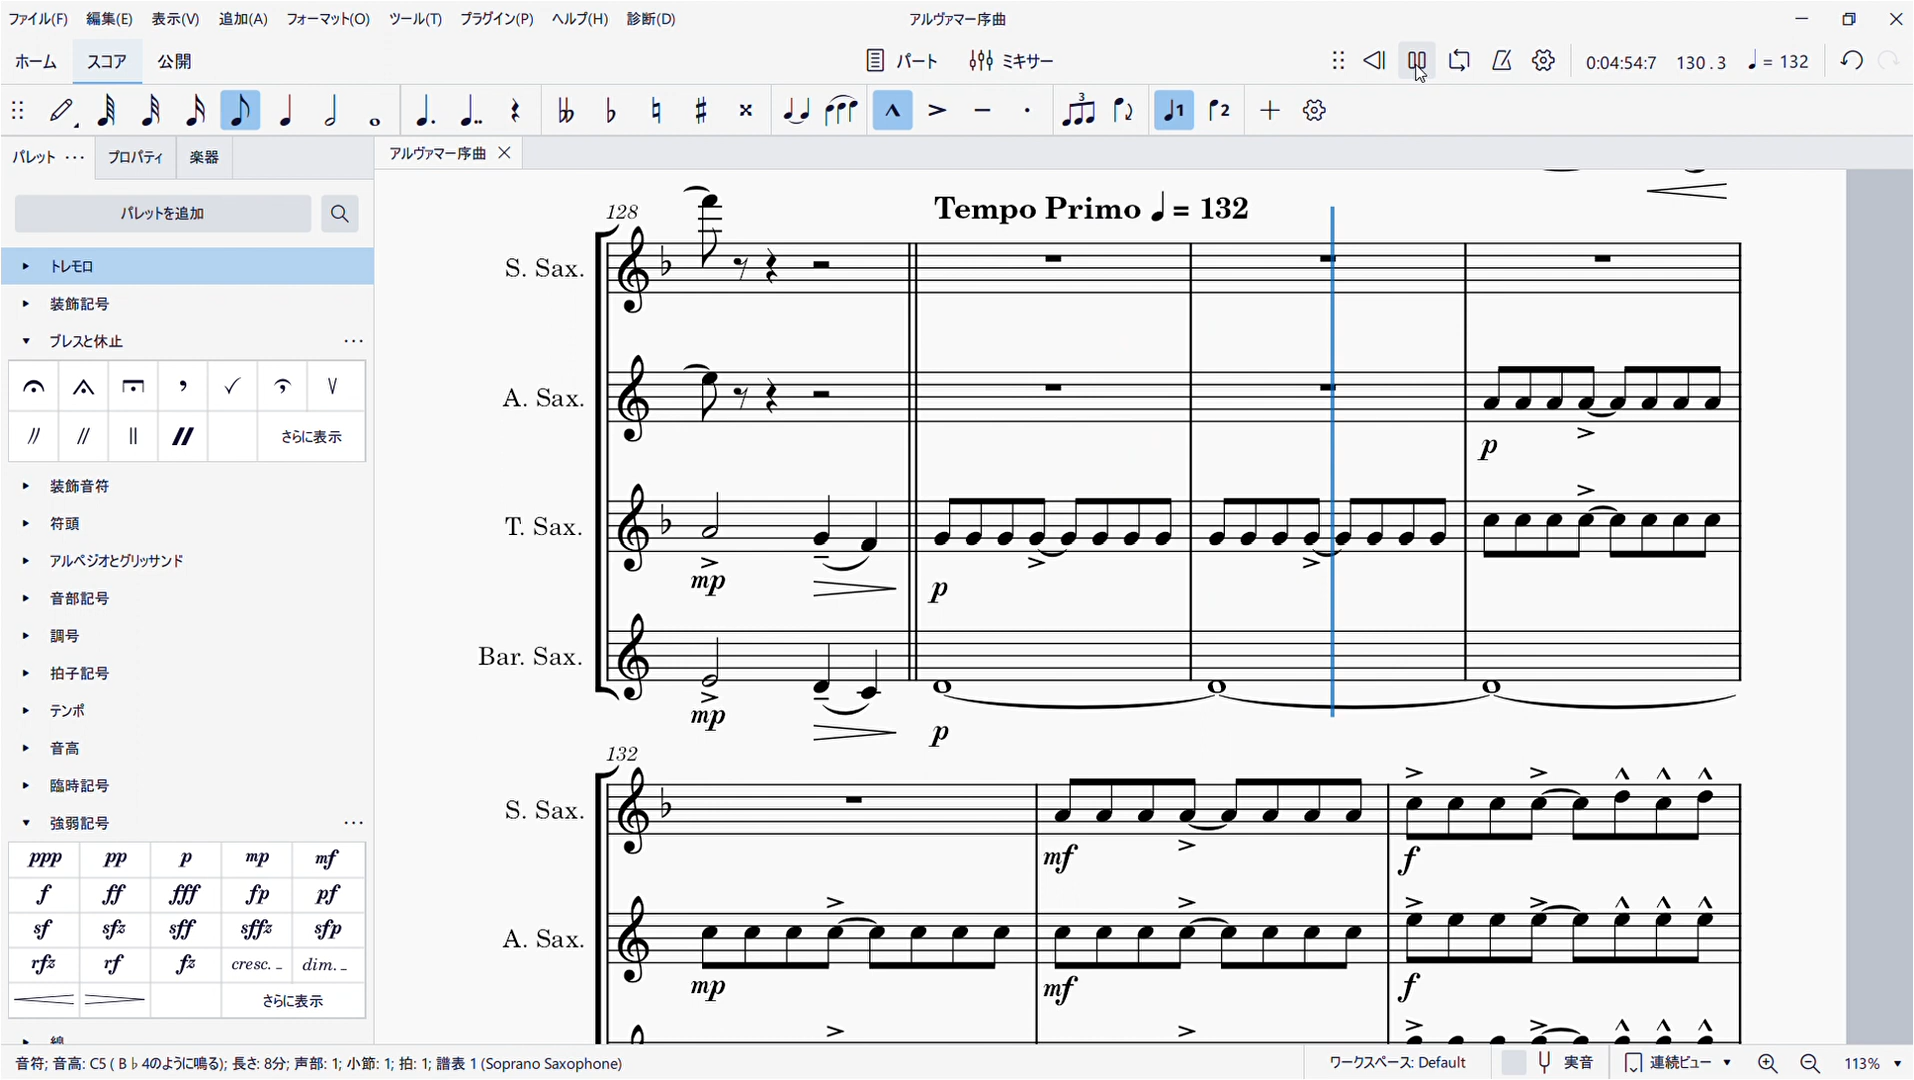 ファイル(F) 編集(E) 表示(V) 追加(A) フォーマット(O) ツール(T) プラグイン(P) ヘルプ(H) 診断(D) アルヴァマー序曲
ホーム スコア 公開 パート ミキサー 0:04:54:7 130.3 = 132
3 1 2
パレット プロパティ 楽器 アルヴァマー序曲
パレットを追加
トレモロ
装飾記号
ブレスと休止
さらに表示
装飾音符
符頭
アルペジオとグリッサンド
音部記号
調号
拍子記号
テンポ
音高
臨時記号
強弱記号
ppp pp p mp mf
f ff fff fp pf
sf sfz sff sffz sfp
rfz rf fz cresc. _ dim. _
さらに表示
線
128 Tempo Primo = 132
S. Sax.
A. Sax.
p
T. Sax.
mp p
Bar. Sax.
mp p
132
S. Sax.
mf f
A. Sax.
mp mf f
音符; 音高: C5 ( B♭4のように鳴る); 長さ: 8分; 声部: 1; 小節: 1; 拍: 1; 譜表 1 (Soprano Saxophone) ワークスペース: Default 実音 連続ビュー 113%